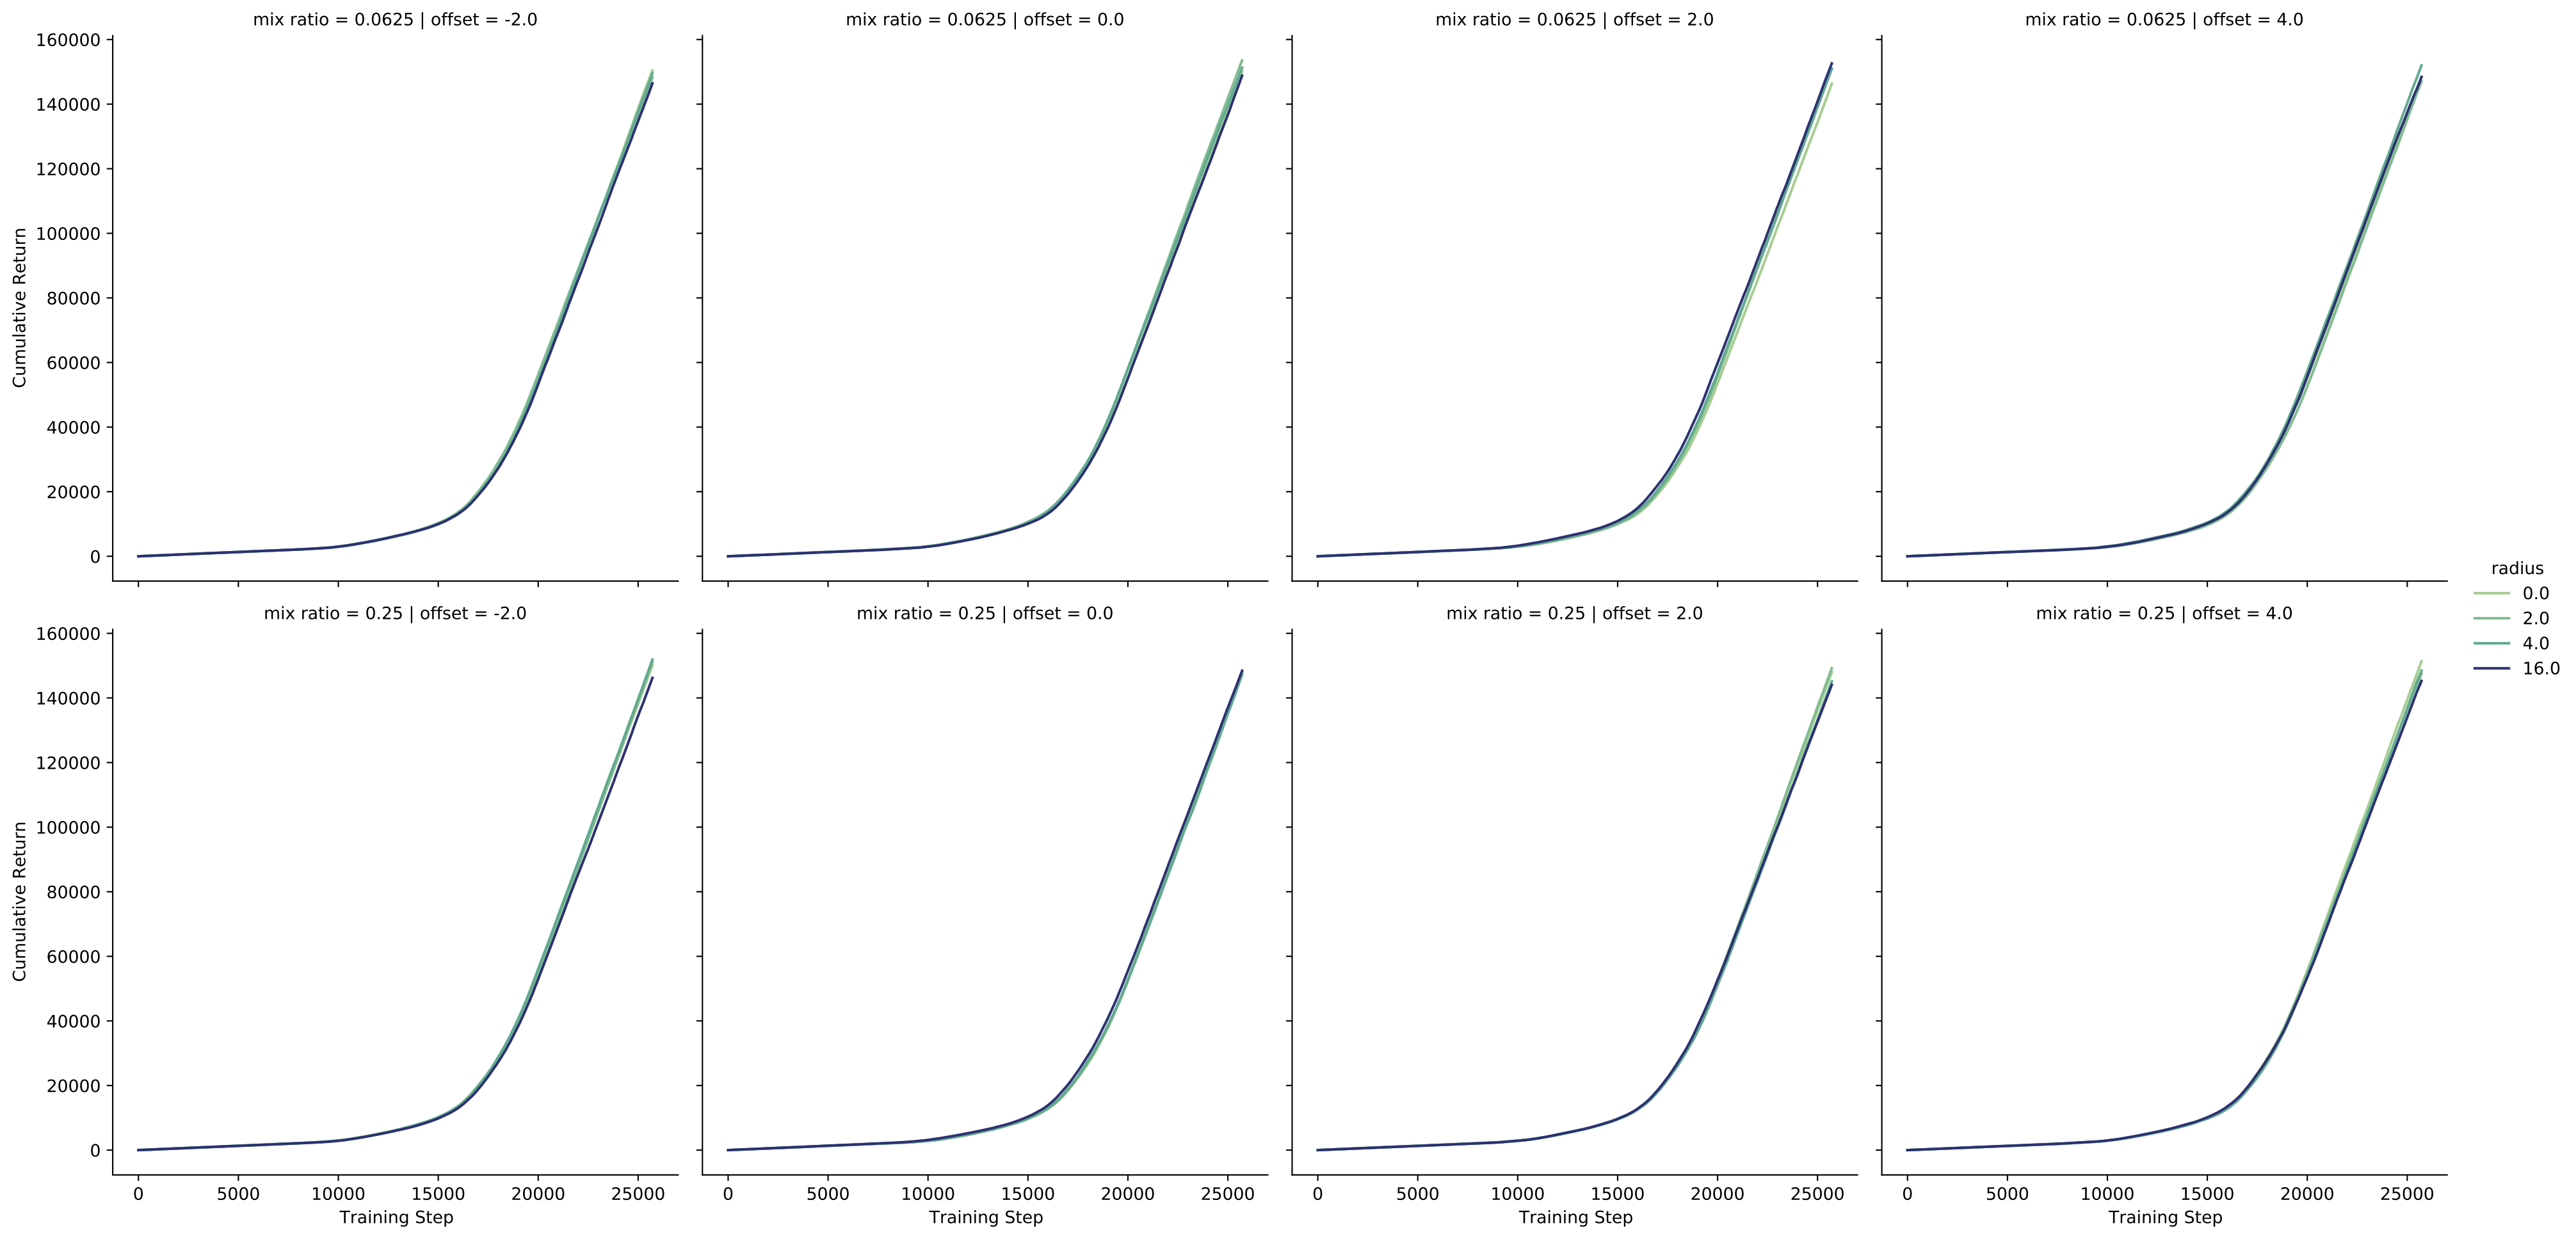 mix ratio = 0.0625 | offset = -2.0
mix ratio = 0.0625 | offset = 0.0
mix ratio = 0.0625 | offset = 2.0
mix ratio = 0.0625 | offset = 4.0
160000
140000
120000
100000
80000
60000
40000
20000
0
Cumulative Return
mix ratio = 0.25 | offset = -2.0
mix ratio = 0.25 | offset = 0.0
mix ratio = 0.25 | offset = 2.0
mix ratio = 0.25 | offset = 4.0
160000
140000
120000
100000
80000
60000
40000
20000
0
Cumulative Return
0 5000 10000 15000 20000 25000
0 5000 10000 15000 20000 25000
0 5000 10000 15000 20000 25000
0 5000 10000 15000 20000 25000
Training Step
Training Step
Training Step
Training Step
radius
0.0
2.0
4.0
16.0